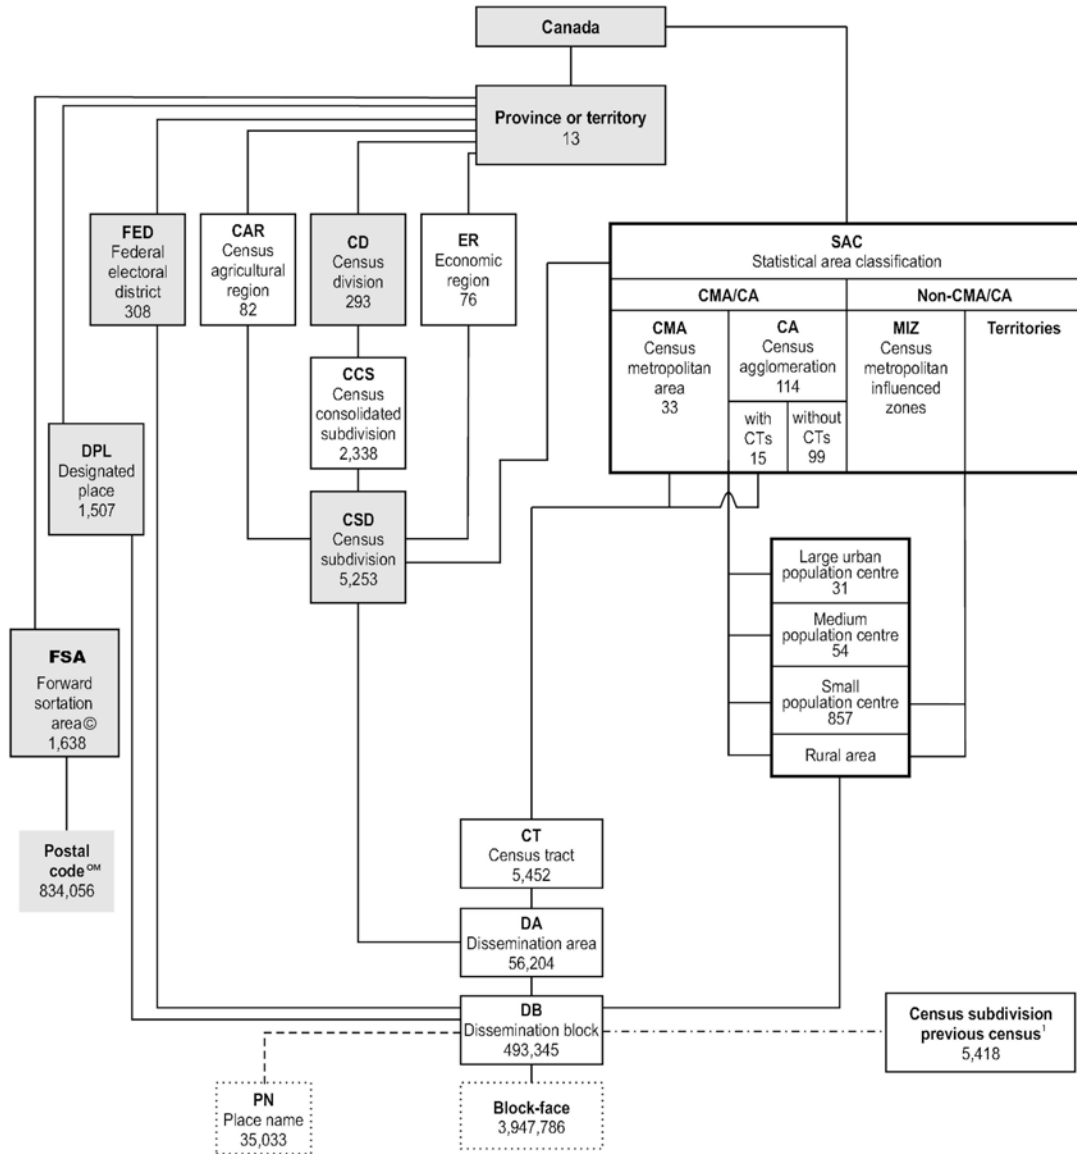 Canada
Province or territory
13
FED
Federal
electoral
district
308
CAR
Census
agricultural
region
82
CD
Census
division
293
ER
Economic
region
76
SAC
Statistical area classification
CMA/CA
Non-CMA/CA
CMA
Census
metropolitan
area
33
CA
Census
agglomeration
114
with
CTs
15
without
CTs
99
MIZ
Census
metropolitan
influenced
zones
Territories
CCS
Census
consolidated
subdivision
2,338
DPL
Designated
place
1,507
CSD
Census
subdivision
5,253
Large urban
population centre
31
Medium
population centre
54
Small
population centre
857
Rural area
FSA
Forward
sortation
area©
1,638
Postal
code OM
834,056
CT
Census tract
5,452
DA
Dissemination area
56,204
DB
Dissemination block
493,345
Census subdivision
previous census¹
5,418
PN
Place name
35,033
Block-face
3,947,786